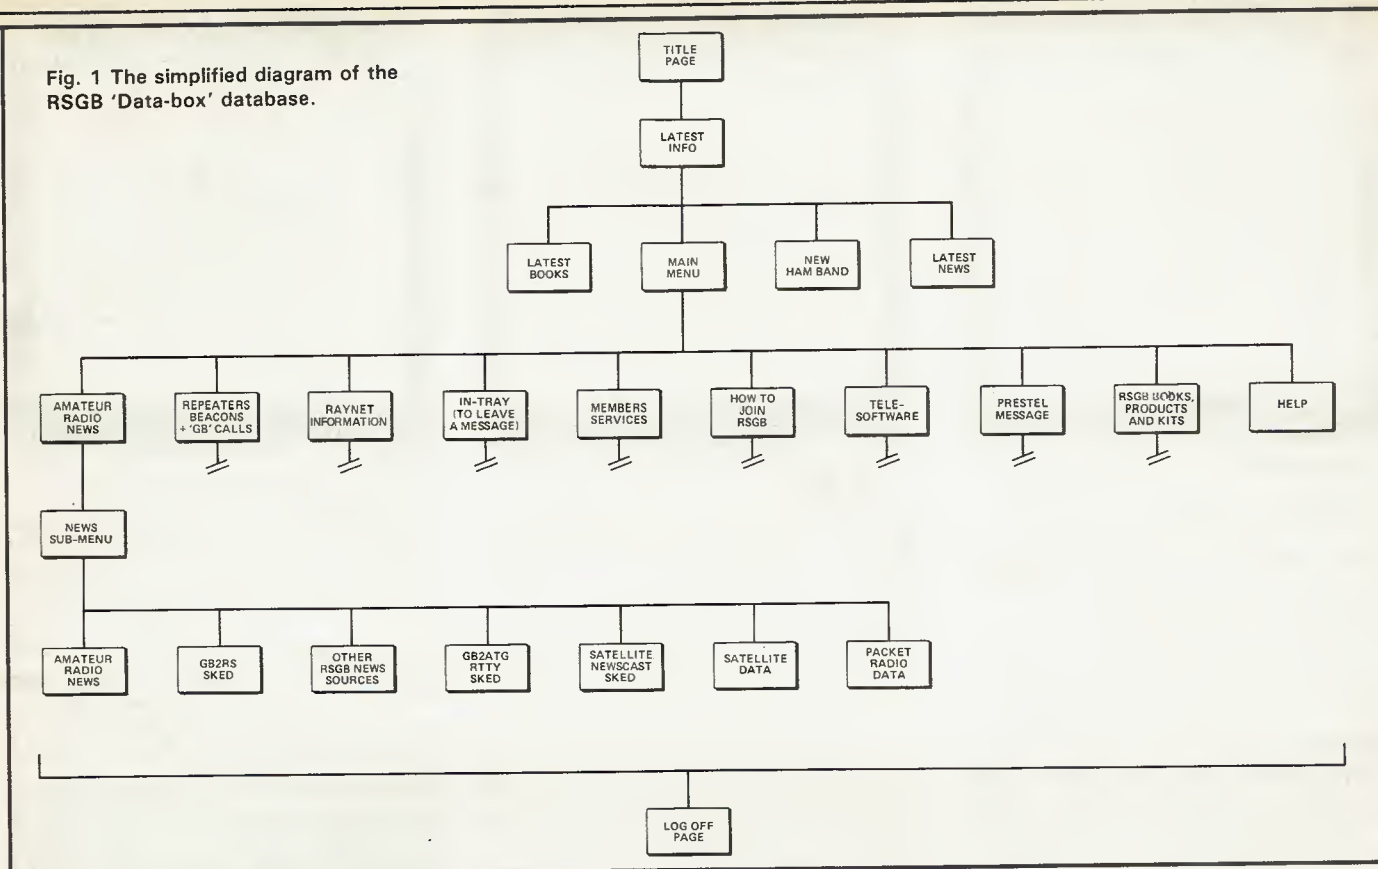 Fig. 1 The simplified diagram of the
RSGB 'Data-box' database.
TITLE
PAGE
LATEST
INFO
LATEST
BOOKS
MAIN
MENU
NEW
HAM BAND
LATEST
NEWS
AMATEUR
RADIO
NEWS
REPEATERS
BEACONS
+ 'GB' CALLS
RAYNET
INFORMATION
IN-TRAY
(TO LEAVE
A MESSAGE)
MEMBERS
SERVICES
HOW TO
JOIN
RSGB
TELE-
SOFTWARE
PRESTEL
MESSAGE
RSGB BOOKS,
PRODUCTS
AND KITS
HELP
NEWS
SUB-MENU
AMATEUR
RADIO
NEWS
GB2RS
SKED
OTHER
RSGB NEWS
SOURCES
GB2ATG
RTTY
SKED
SATELLITE
NEWSCAST
SKED
SATELLITE
DATA
PACKET
RADIO
DATA
LOG OFF
PAGE